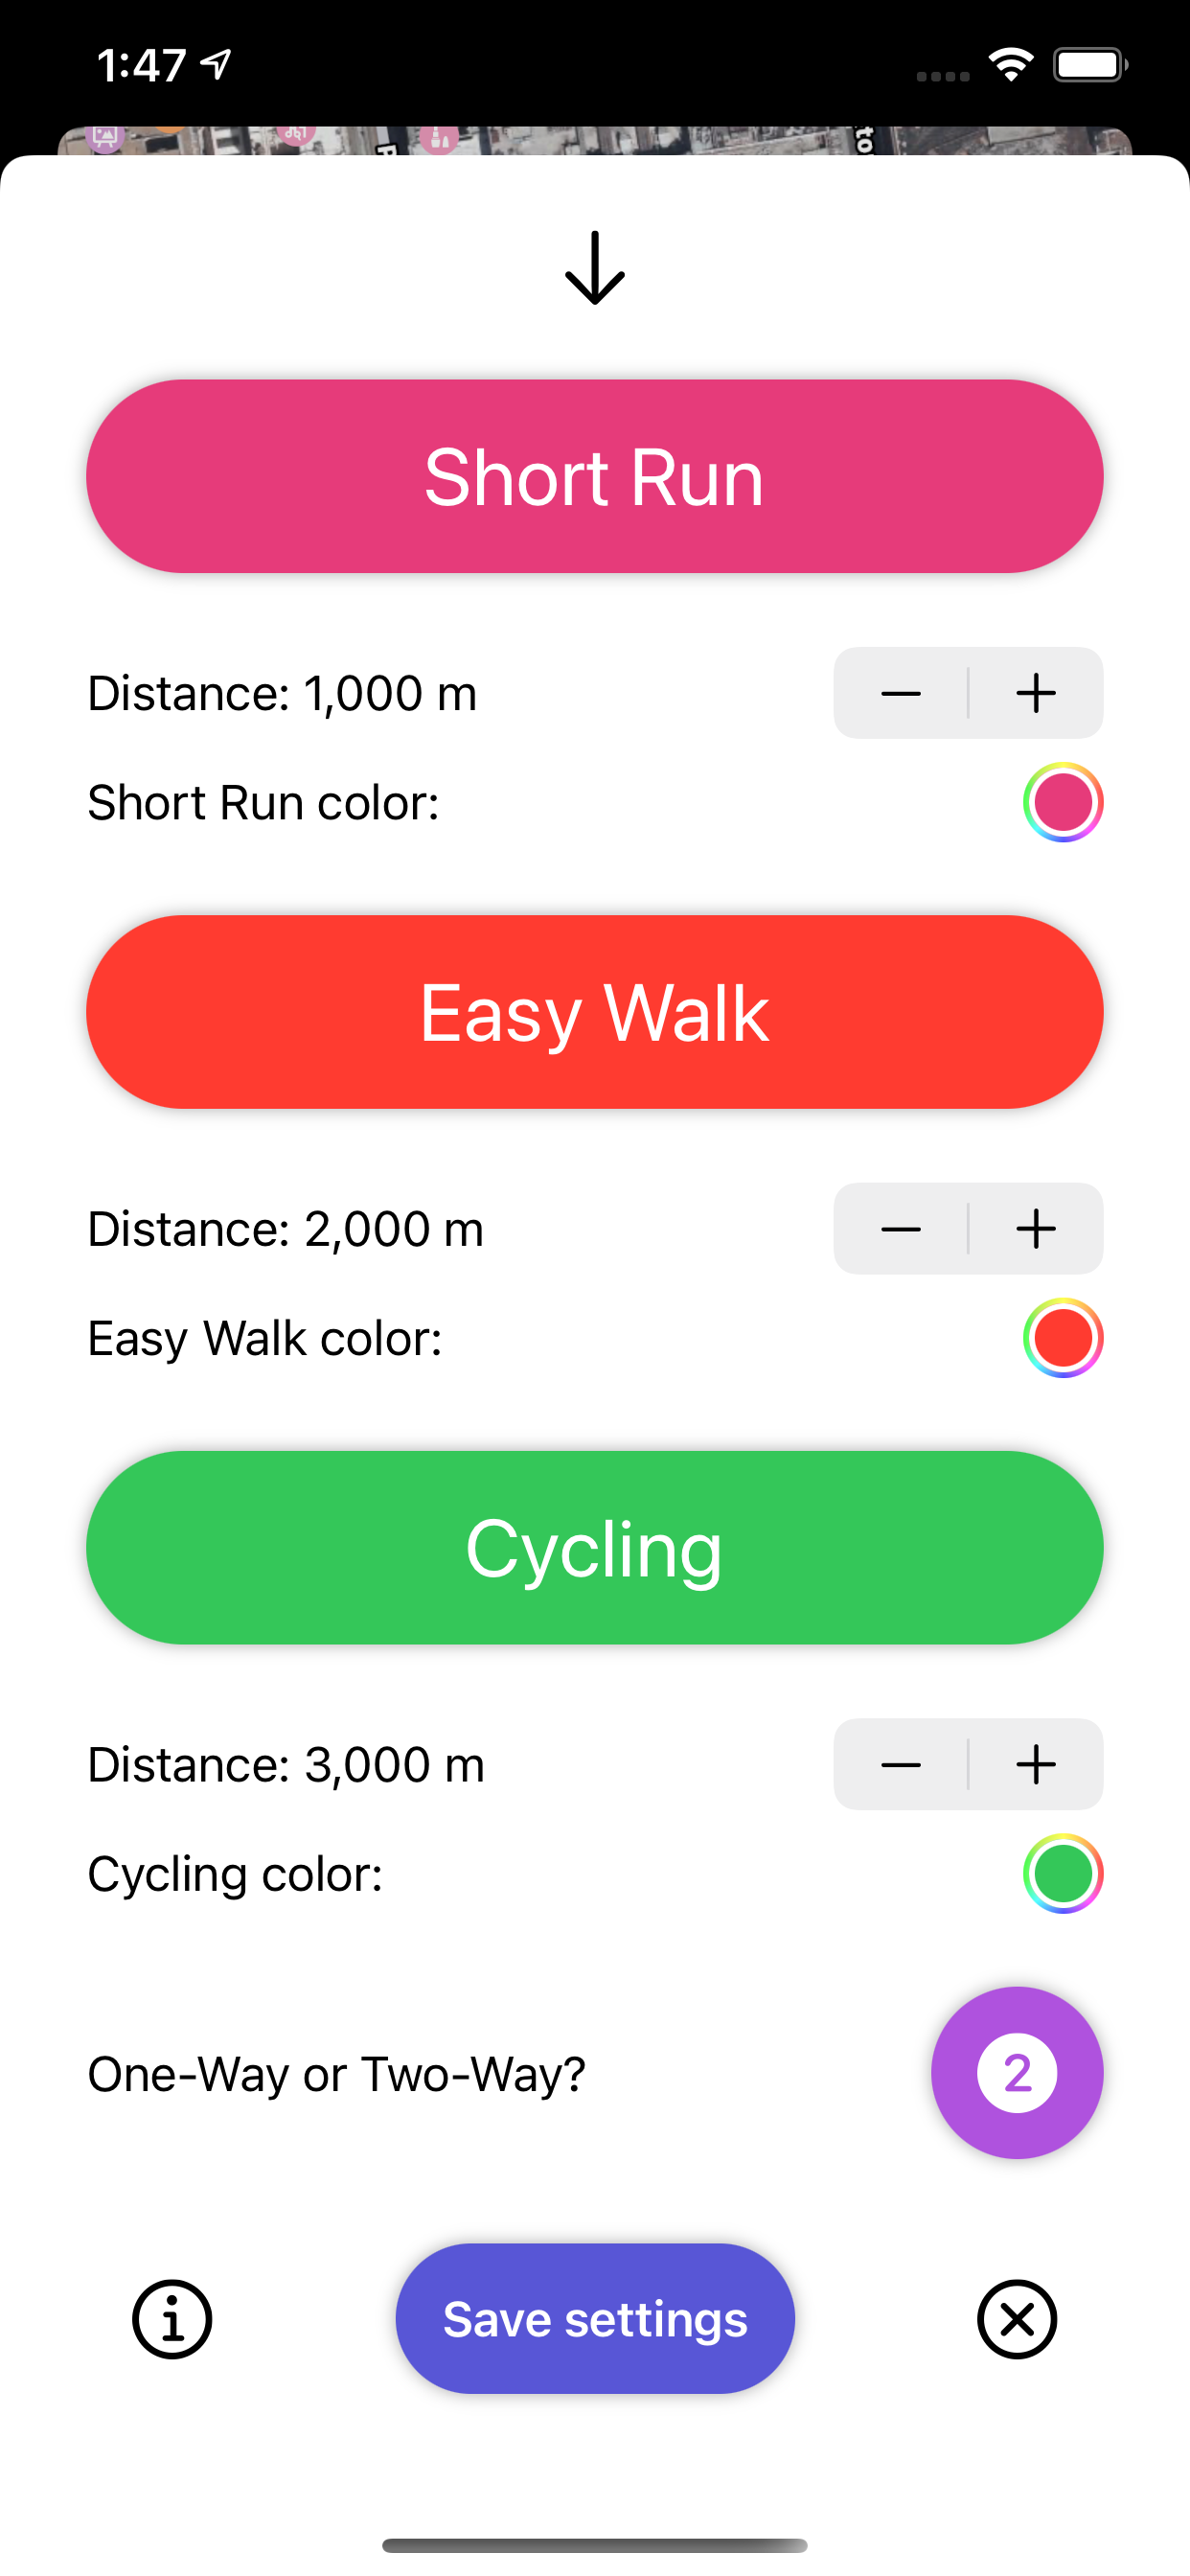 1:47
Short Run
Distance: 1,000 m
Short Run color:
Easy Walk
Distance: 2,000 m
Easy Walk color:
Cycling
Distance: 3,000 m
Cycling color:
One-Way or Two-Way?
2
Save settings